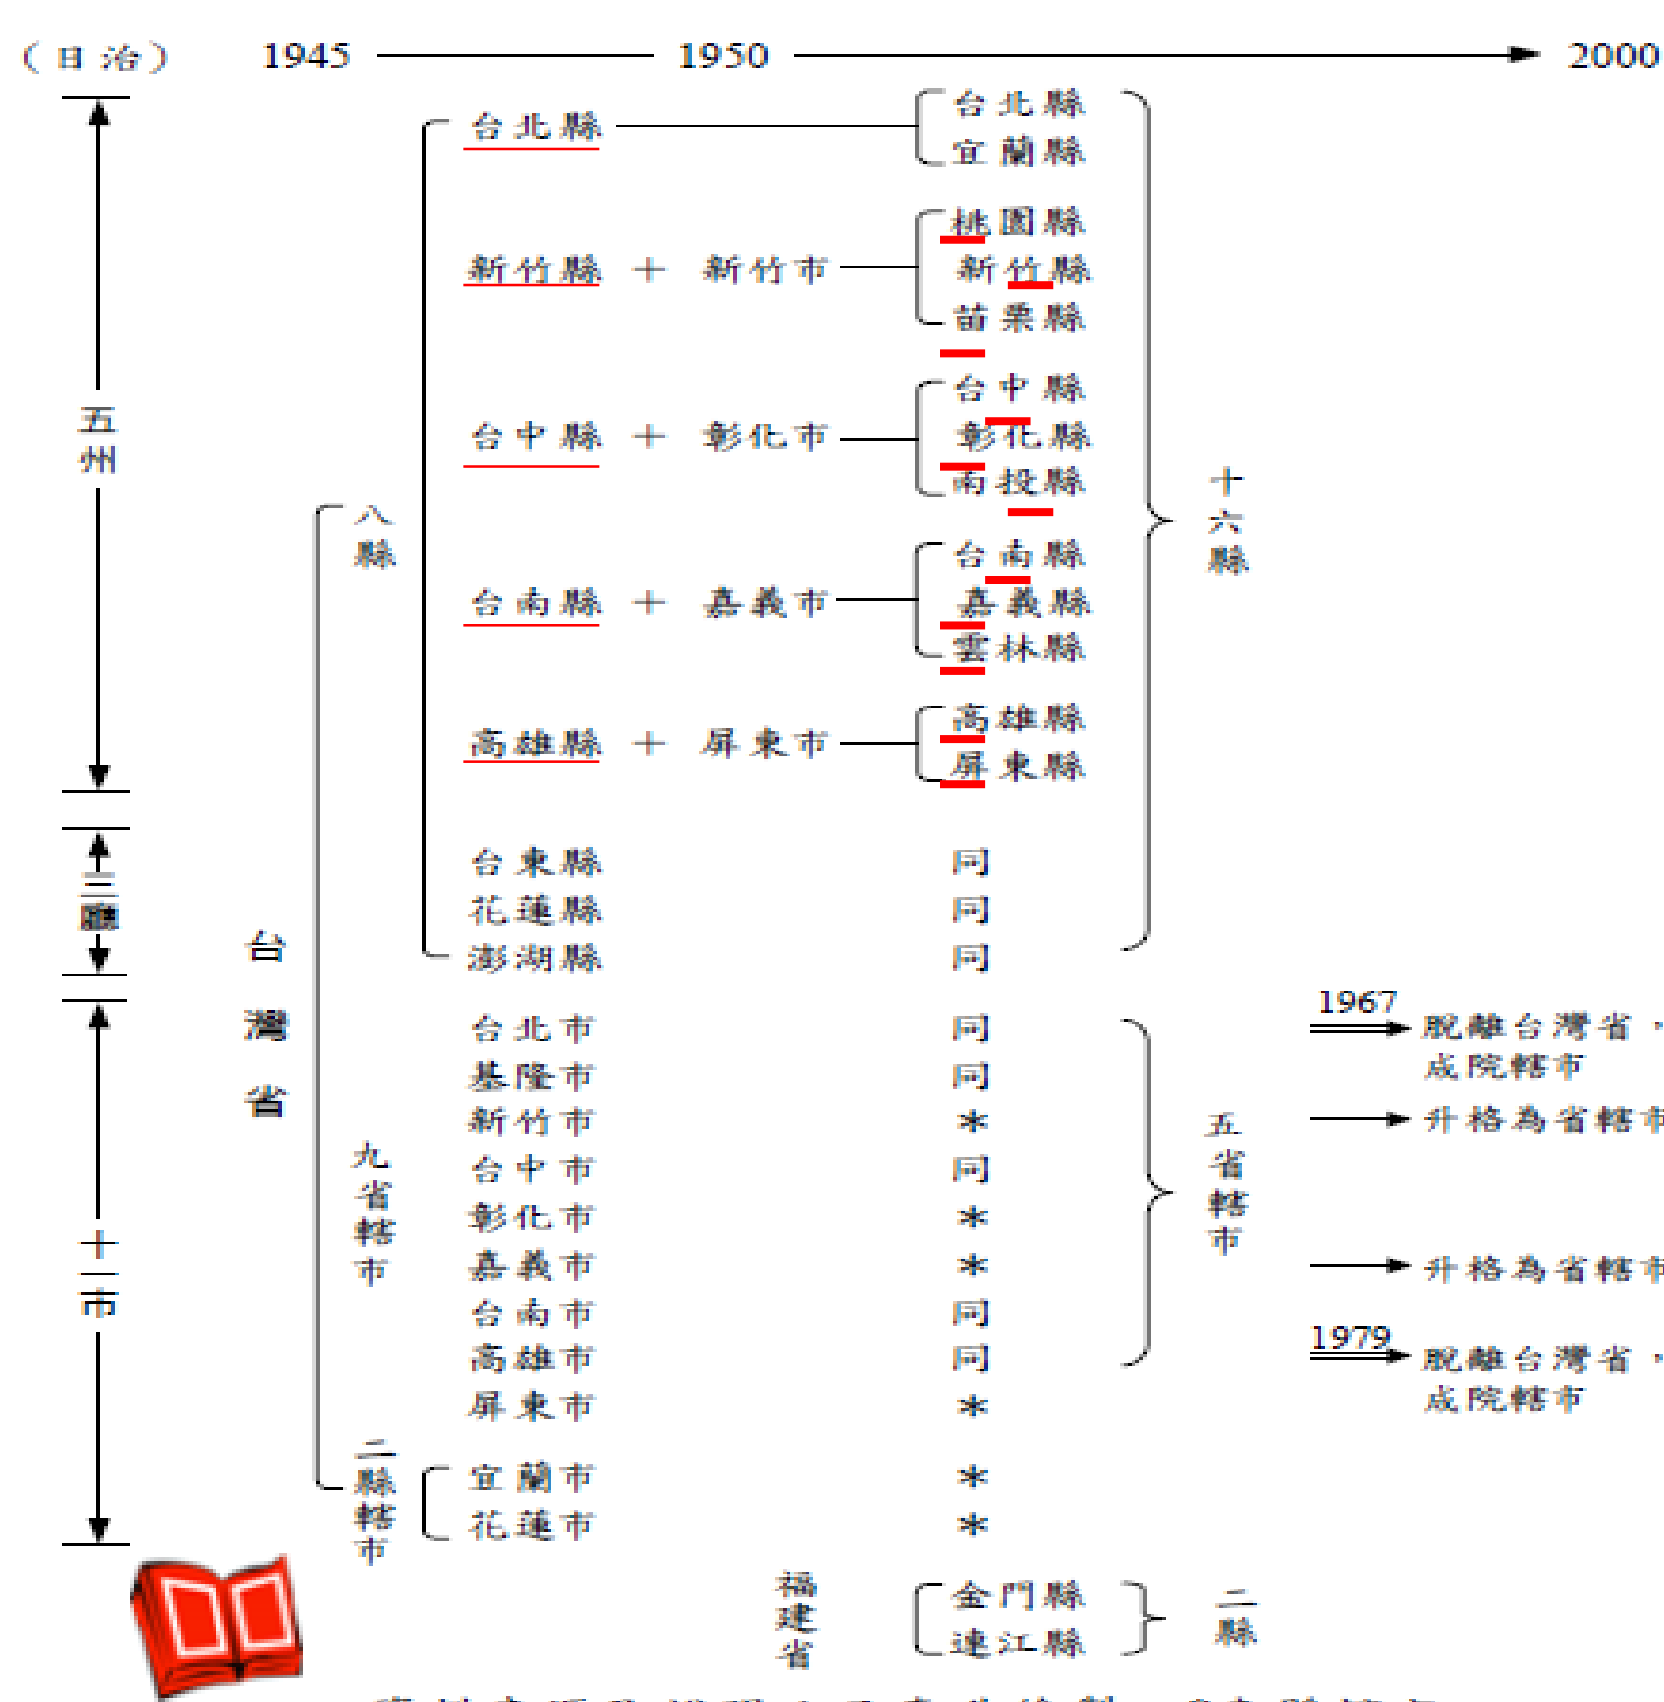 (日治) 1945 1950 2000
台北縣
台北縣
宜蘭縣
新竹縣 + 新竹市
桃園縣
新竹縣
苗栗縣
台中縣 + 彰化市
台中縣
彰化縣
南投縣
台南縣 + 嘉義市
台南縣
嘉義縣
雲林縣
高雄縣 + 屏東市
高雄縣
屏東縣
台東縣 同
花蓮縣 同
澎湖縣 同
台北市 同
基隆市 同
新竹市 *
台中市 同
彰化市 *
嘉義市 *
台南市 同
高雄市 同
屏東市 *
宜蘭市 *
花蓮市 *
金門縣
連江縣
五州
三廳
十一市
台灣省
八縣
九省轄市
二縣轄市
福建省
十六縣
五省轄市
二縣
1967
脫離台灣省，
成院轄市
升格為省轄市
升格為省轄市
1979
脫離台灣省，
成院轄市